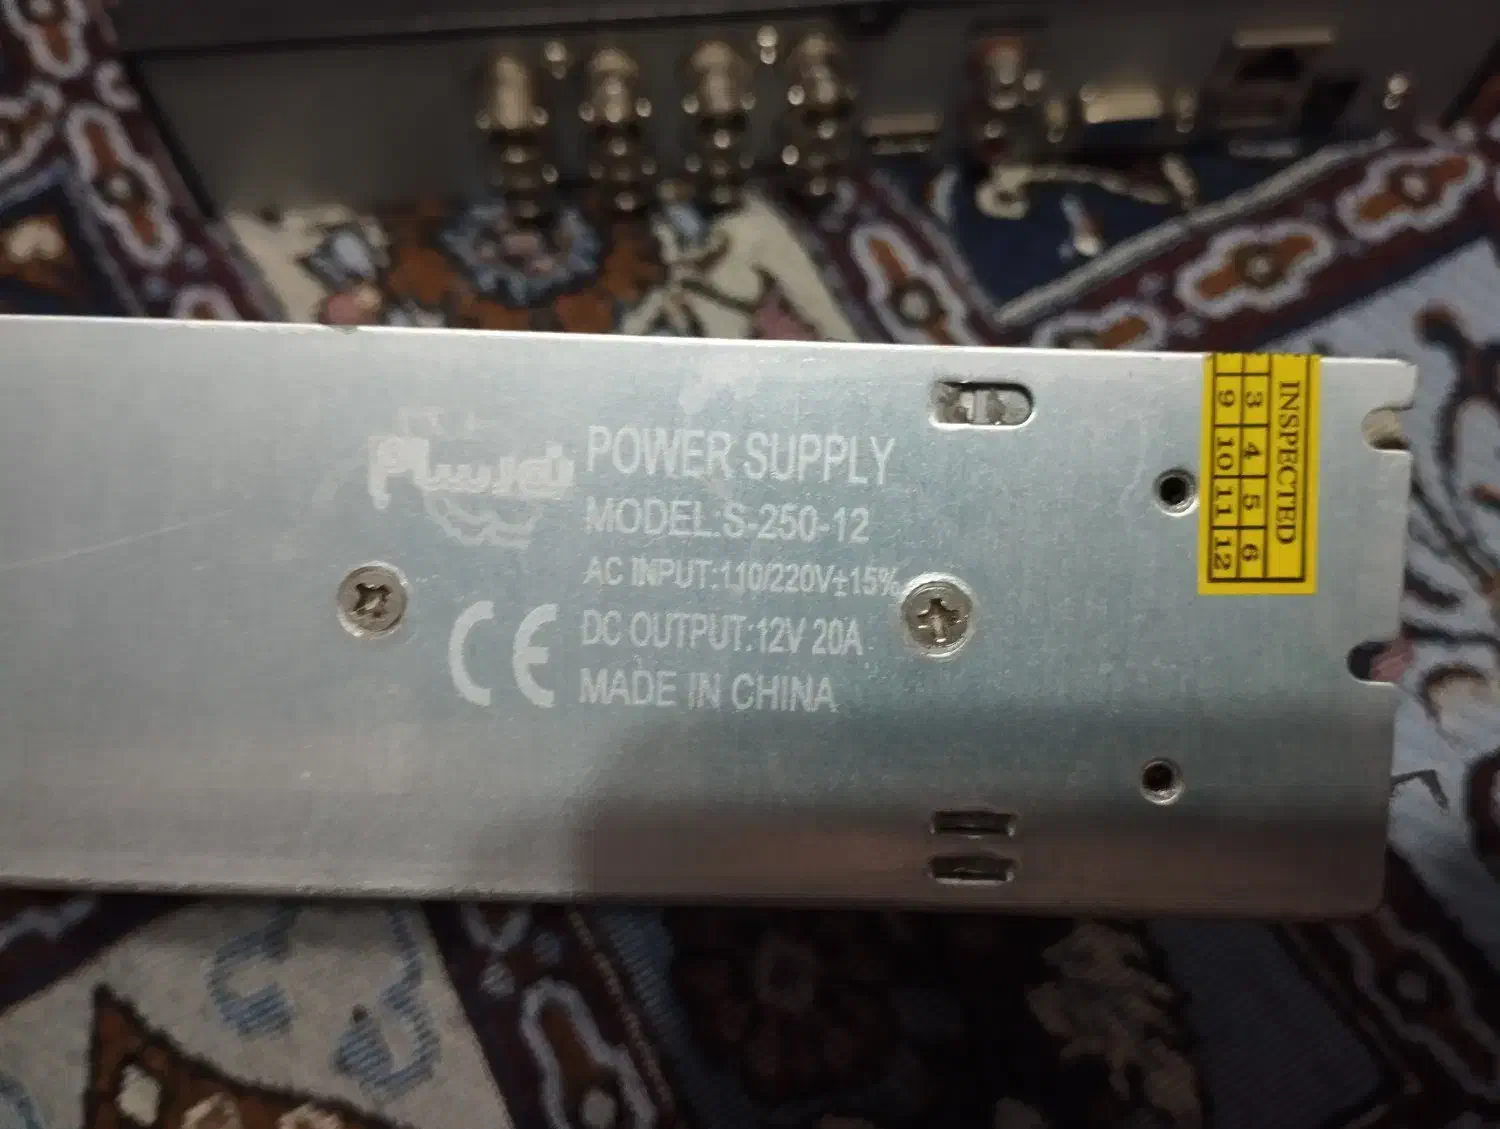 POWER SUPPLY
MODEL:S-250-12
AC INPUT:110/220V±15%
DC OUTPUT:12V 20A
MADE IN CHINA
CE
INSPECTED
3 4 5 6
9 10 11 12